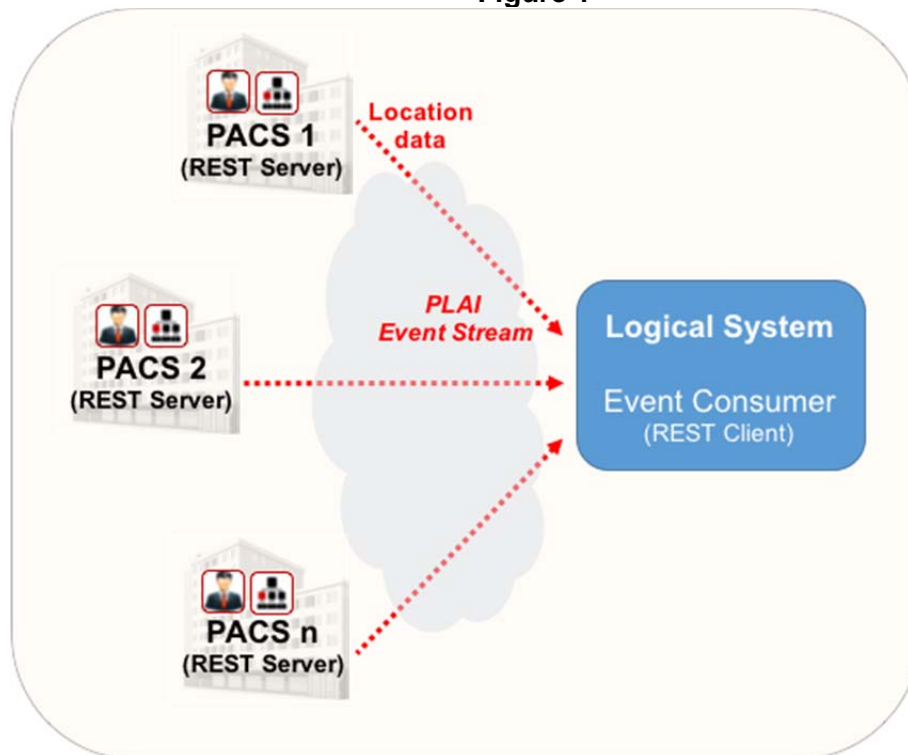 PACS 1
(REST Server)
Location
data
PLAI
Event Stream
PACS 2
(REST Server)
Logical System
Event Consumer
(REST Client)
PACS n
(REST Server)